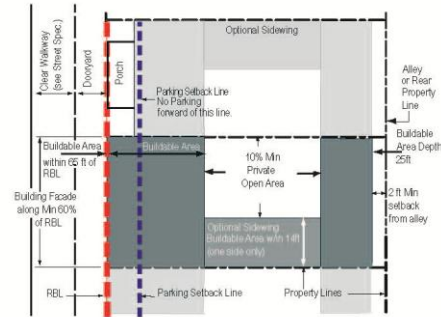 Clear Walkway
(see Street Spec.)
Dooryard
Porch
Optional Sidewing
Parking Setback Line
No Parking
forward of this line.
Alley
or Rear
Property
Line
Buildable Area
within 65 ft of
RBL
Buildable Area
10% Min
Private
Open Area
Buildable
Area Depth
25ft
Building Facade
along Min 60%
of RBL
2 ft Min
setback
from alley
Optional Sidewing
Buildable Area w/in 14ft
(one side only)
RBL
Parking Setback Line
Property Lines